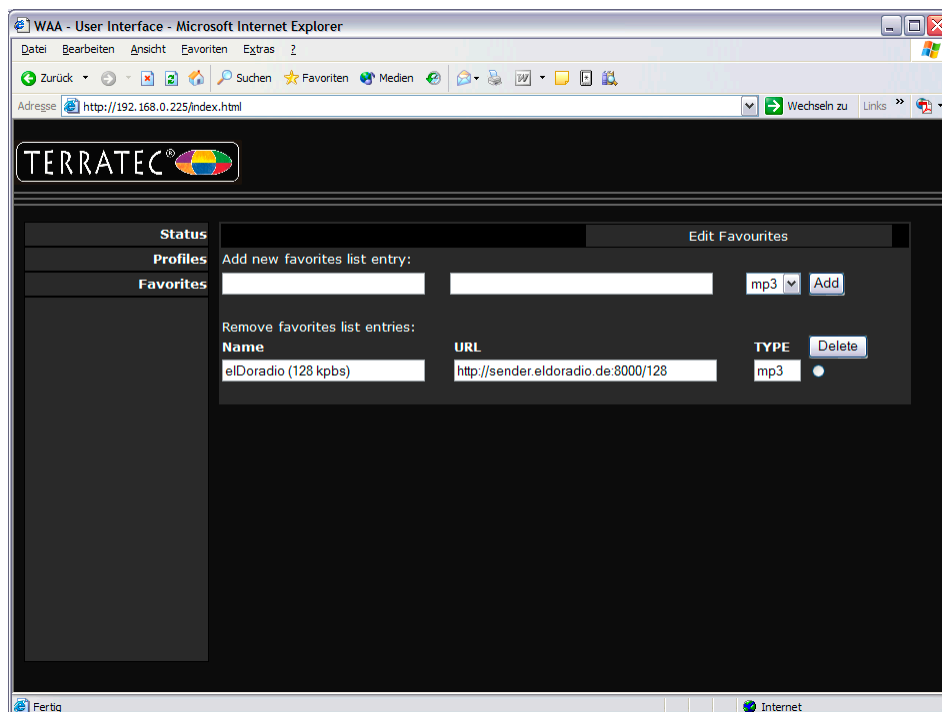 WAA - User Interface - Microsoft Internet Explorer
Datei Bearbeiten Ansicht Favoriten Extras ?
Zurück Suchen Favoriten Medien
Adresse http://192.168.0.225/index.html Wechseln zu Links »
TERRATEC®
Status
Profiles
Favorites
Edit Favourites
Add new favorites list entry:
mp3 Add
Remove favorites list entries:
Name URL TYPE Delete
elDoradio (128 kpbs) http://sender.eldoradio.de:8000/128 mp3
Fertig Internet